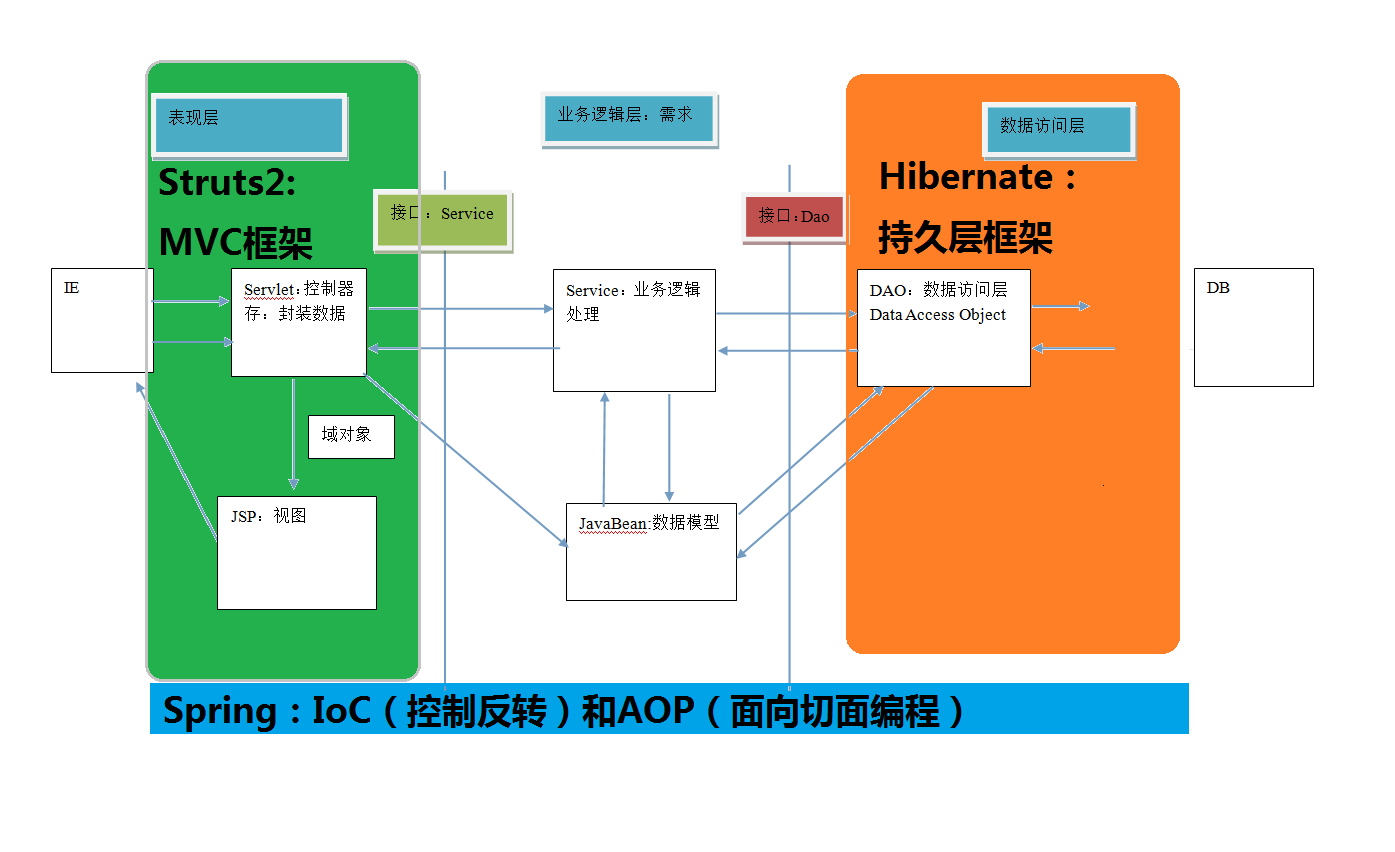 表现层
业务逻辑层：需求
数据访问层
Struts2:
MVC框架
接口：Service
接口:Dao
Hibernate：
持久层框架
IE
Servlet:控制器
存：封装数据
Service：业务逻辑
处理
DAO：数据访问层
Data Access Object
DB
域对象
JSP：视图
JavaBean:数据模型
Spring：IoC（控制反转）和AOP（面向切面编程）